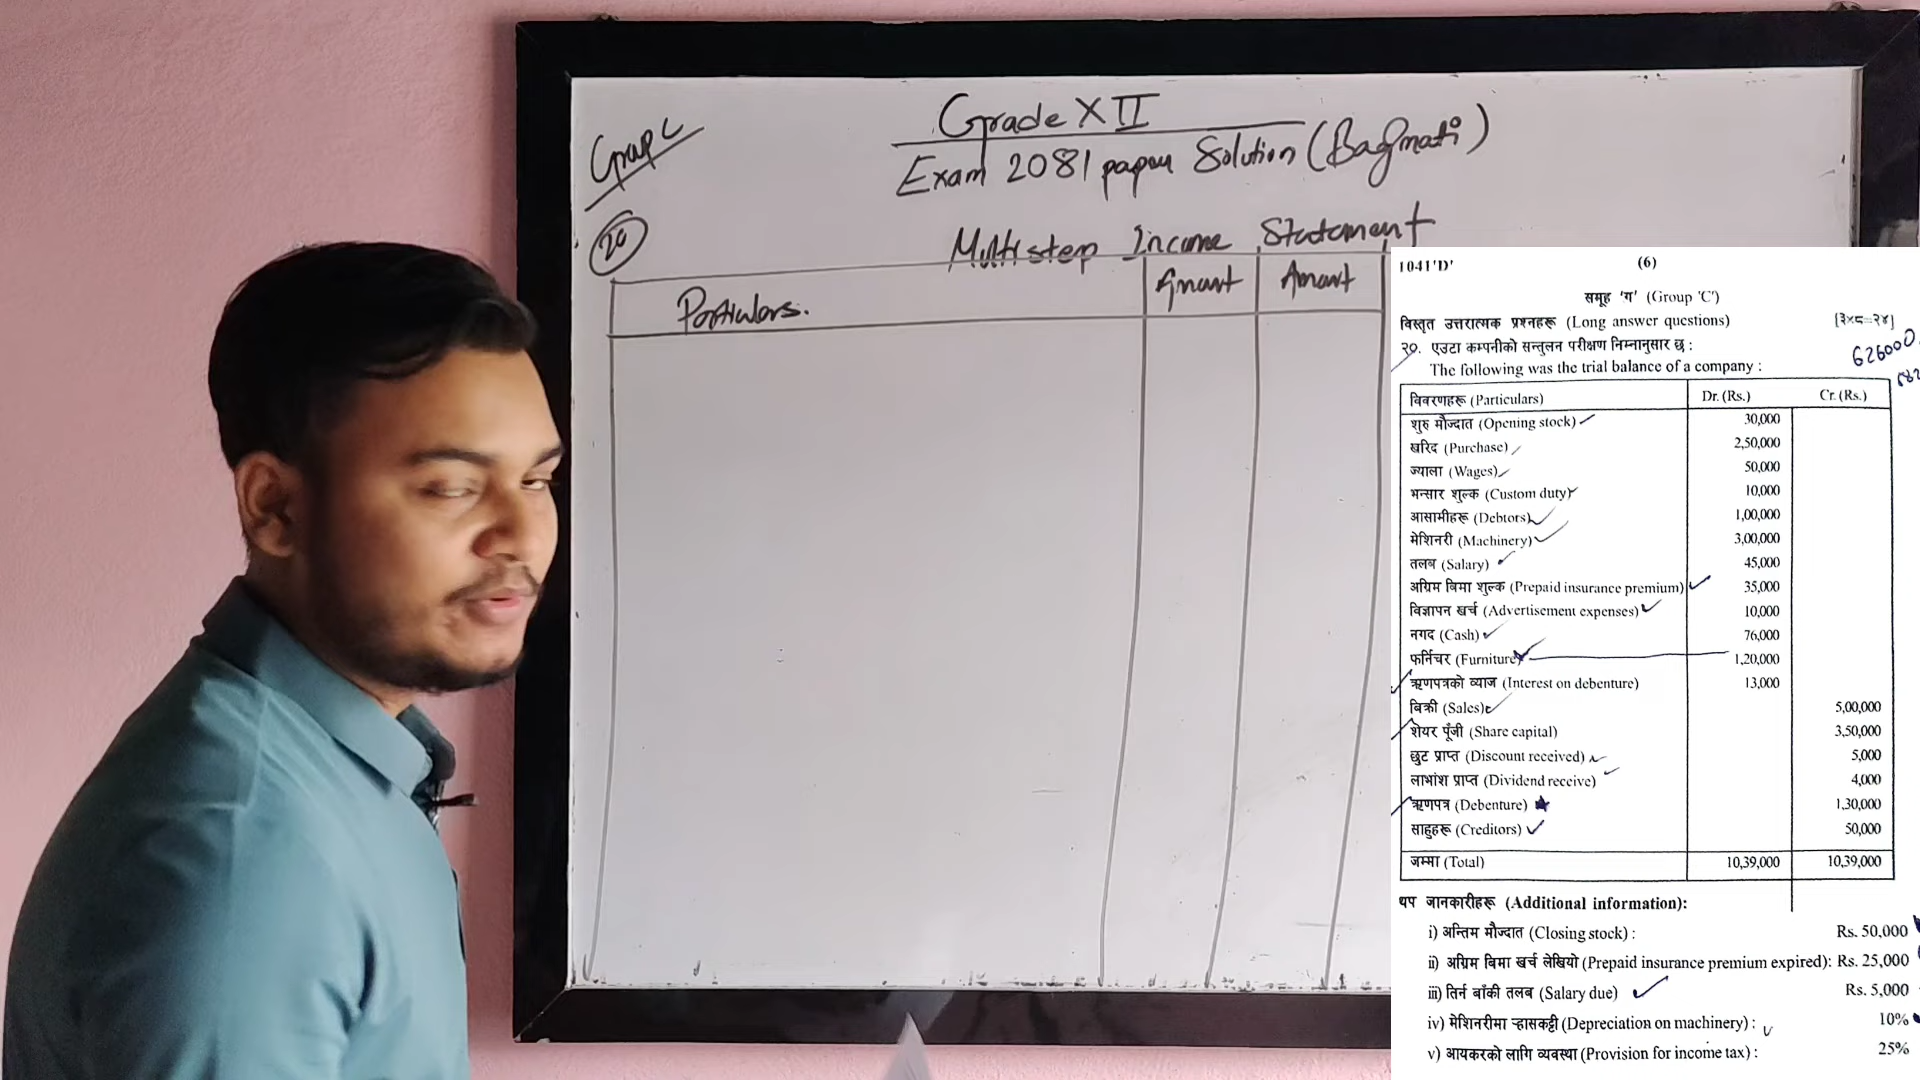 Group C
Grade XII
Exam 2081 paper Solution (Bagmati)
20
Multistep Income Statement
Particulars.
Amount
Amount
1041'D'
(6)
समूह 'ग' (Group 'C')
विस्तृत उत्तरात्मक प्रश्नहरू (Long answer questions) [३×८=२४]
२०. एउटा कम्पनीको सन्तुलन परीक्षण निम्नानुसार छ :
626000
The following was the trial balance of a company :
विवरणहरू (Particulars) Dr. (Rs.) Cr. (Rs.)
शुरु मौज्दात (Opening stock) 30,000
खरिद (Purchase) 2,50,000
ज्याला (Wages) 50,000
भन्सार शुल्क (Custom duty) 10,000
आसामीहरू (Debtors) 1,00,000
मेशिनरी (Machinery) 3,00,000
तलब (Salary) 45,000
अग्रिम बिमा शुल्क (Prepaid insurance premium) 35,000
विज्ञापन खर्च (Advertisement expenses) 10,000
नगद (Cash) 76,000
फर्निचर (Furniture) 1,20,000
ऋणपत्रको व्याज (Interest on debenture) 13,000
बिक्री (Sales) 5,00,000
शेयर पूँजी (Share capital) 3,50,000
छुट प्राप्त (Discount received) 5,000
लाभांश प्राप्त (Dividend receive) 4,000
ऋणपत्र (Debenture) 1,30,000
साहुहरू (Creditors) 50,000
जम्मा (Total) 10,39,000 10,39,000
थप जानकारीहरू (Additional information):
i) अन्तिम मौज्दात (Closing stock) : Rs. 50,000
ii) अग्रिम बिमा खर्च लेखियो (Prepaid insurance premium expired): Rs. 25,000
iii) तिर्न बाँकी तलब (Salary due) Rs. 5,000
iv) मेशिनरीमा ऱ्हासकट्टी (Depreciation on machinery) : 10%
v) आयकरको लागि व्यवस्था (Provision for income tax) : 25%